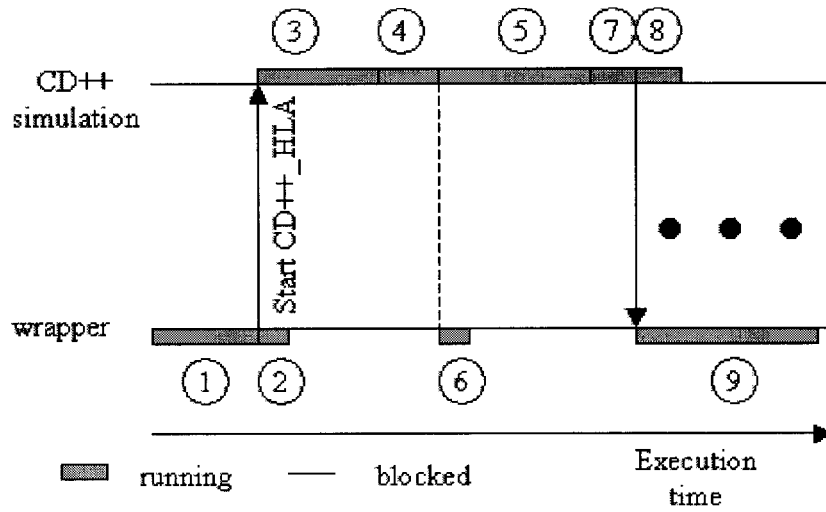 3 4 5 7 8
CD++
simulation
Start CD++_HLA
wrapper
1 2 6 9
running
blocked
Execution
time